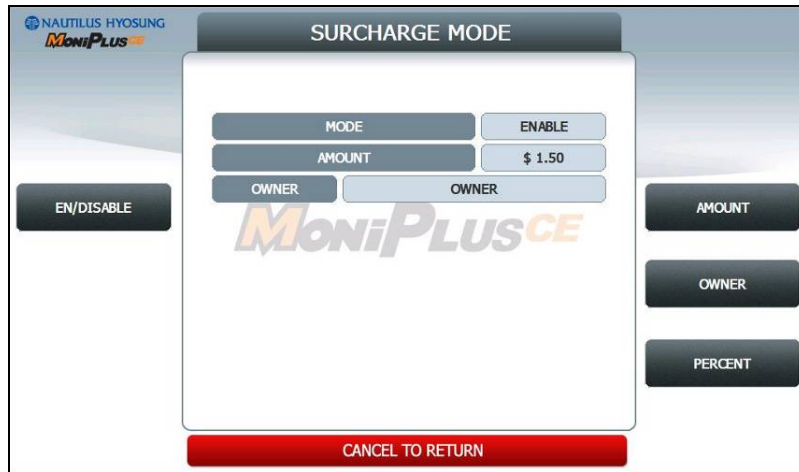 NAUTILUS HYOSUNG
MoniPlusCE
SURCHARGE MODE
MODE ENABLE
AMOUNT $ 1.50
OWNER OWNER
EN/DISABLE
AMOUNT
MoniPlusCE
OWNER
PERCENT
CANCEL TO RETURN